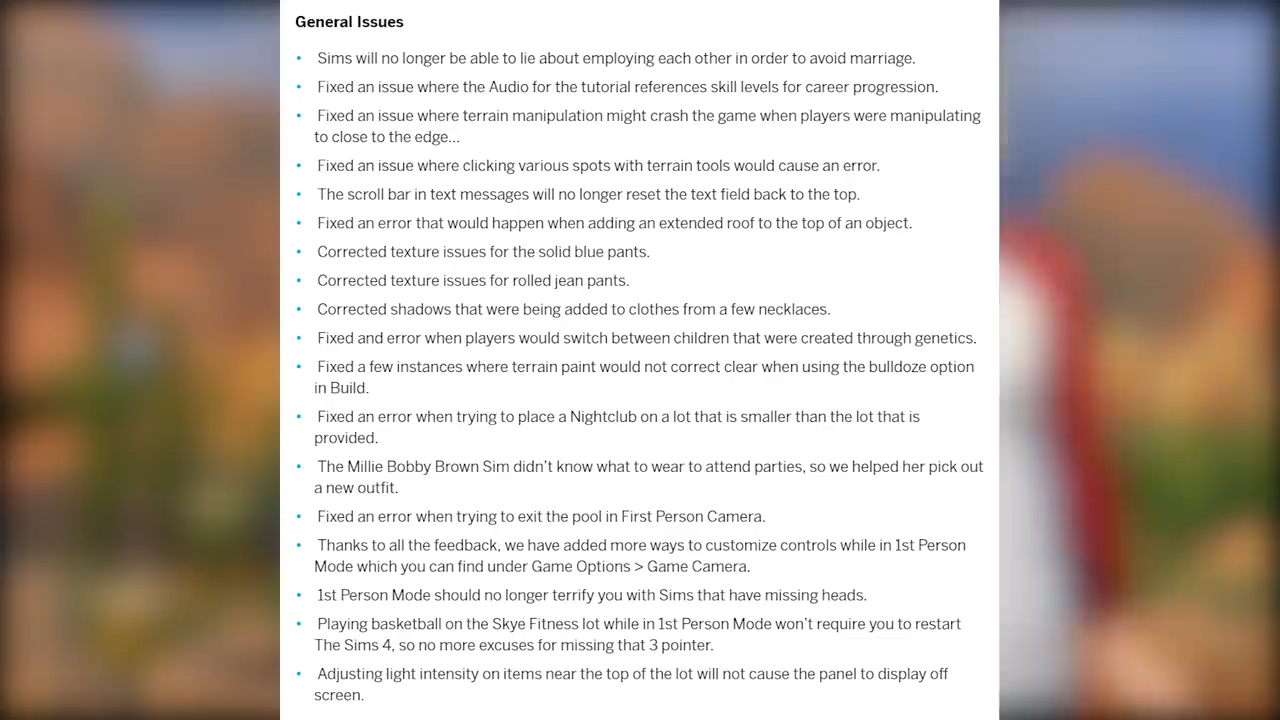 General Issues
• Sims will no longer be able to lie about employing each other in order to avoid marriage.
• Fixed an issue where the Audio for the tutorial references skill levels for career progression.
• Fixed an issue where terrain manipulation might crash the game when players were manipulating
to close to the edge...
• Fixed an issue where clicking various spots with terrain tools would cause an error.
• The scroll bar in text messages will no longer reset the text field back to the top.
• Fixed an error that would happen when adding an extended roof to the top of an object.
• Corrected texture issues for the solid blue pants.
• Corrected texture issues for rolled jean pants.
• Corrected shadows that were being added to clothes from a few necklaces.
• Fixed and error when players would switch between children that were created through genetics.
• Fixed a few instances where terrain paint would not correct clear when using the bulldoze option
in Build.
• Fixed an error when trying to place a Nightclub on a lot that is smaller than the lot that is
provided.
• The Millie Bobby Brown Sim didn't know what to wear to attend parties, so we helped her pick out
a new outfit.
• Fixed an error when trying to exit the pool in First Person Camera.
• Thanks to all the feedback, we have added more ways to customize controls while in 1st Person
Mode which you can find under Game Options > Game Camera.
• 1st Person Mode should no longer terrify you with Sims that have missing heads.
• Playing basketball on the Skye Fitness lot while in 1st Person Mode won't require you to restart
The Sims 4, so no more excuses for missing that 3 pointer.
• Adjusting light intensity on items near the top of the lot will not cause the panel to display off
screen.